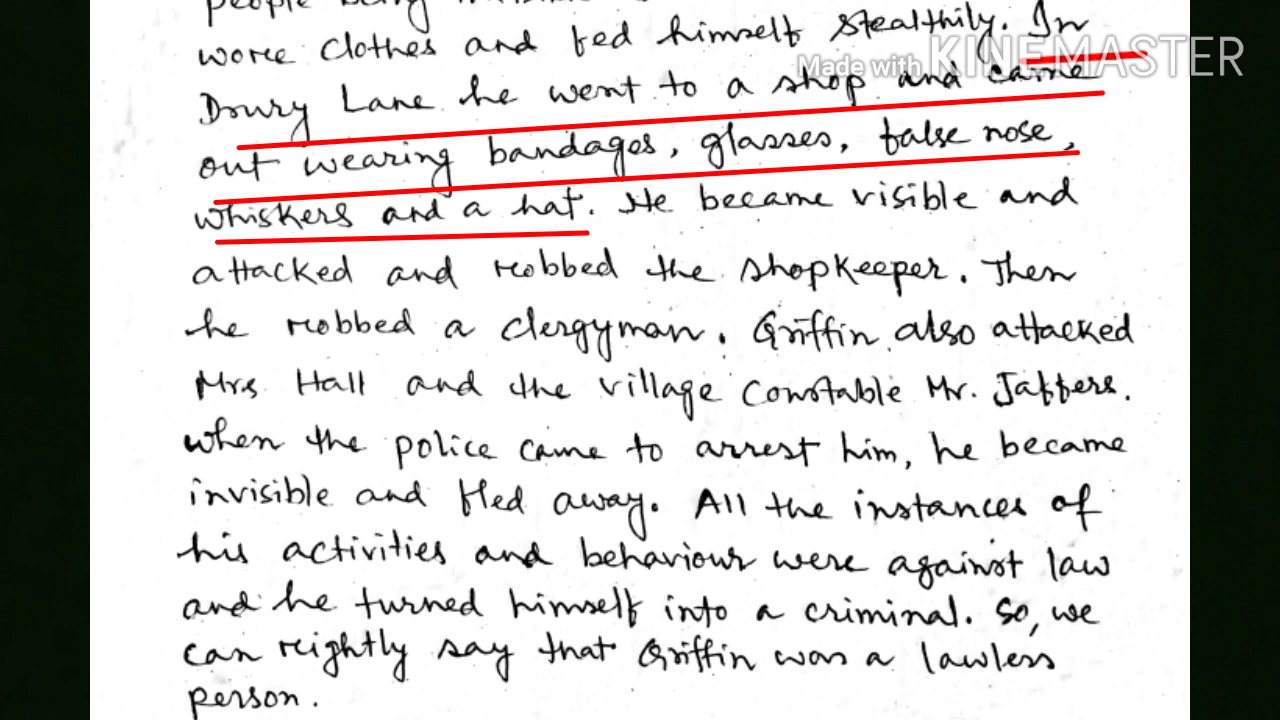 people being
wore clothes and fed himself stealthily. In
Made with KINEMASTER
Drury Lane he went to a shop and came
out wearing bandages, glasses, false nose,
whiskers and a hat. He became visible and
attacked and robbed the shopkeeper. Then
he robbed a clergyman. Griffin also attacked
Mrs Hall and the village constable Mr. Jaffers.
When the police came to arrest him, he became
invisible and fled away. All the instances of
his activities and behaviour were against law
and he turned himself into a criminal. So, we
can rightly say that Griffin was a lawless
person.